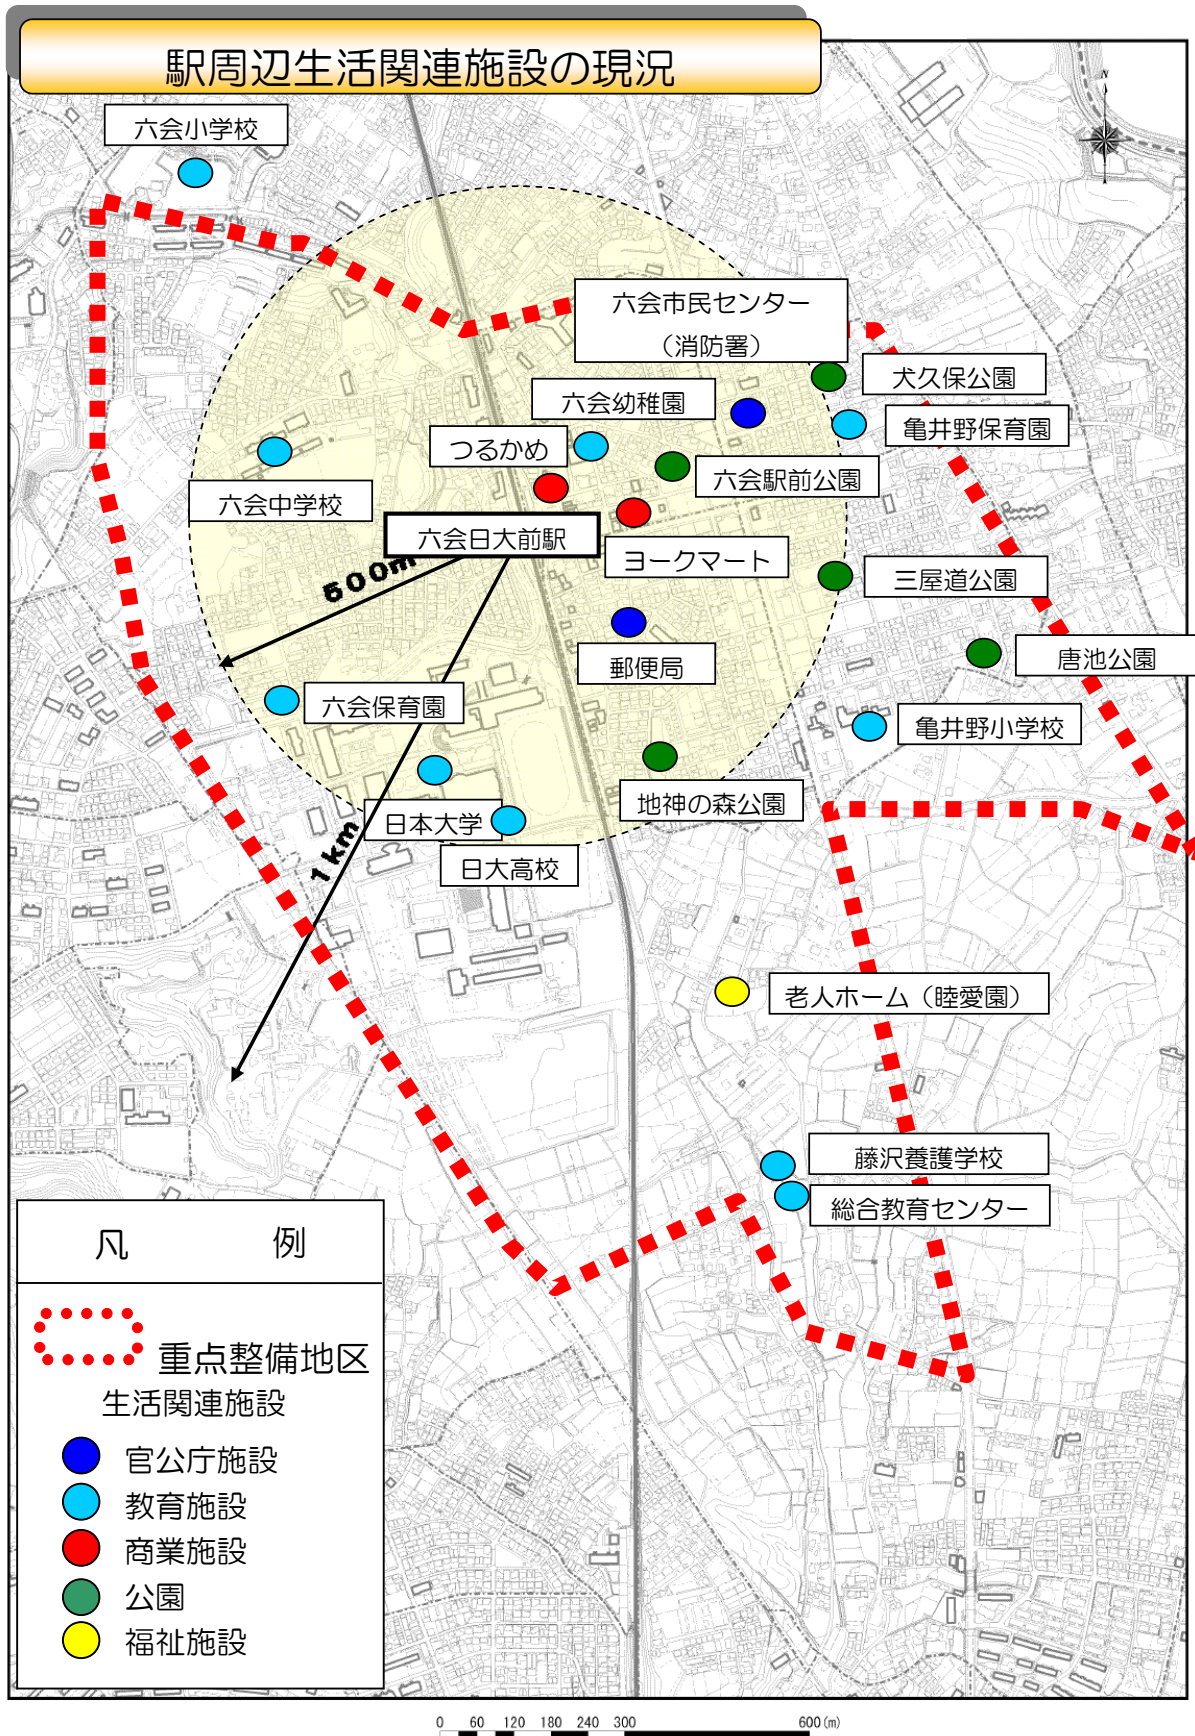 駅周辺生活関連施設の現況
N
六会小学校
六会市民センター
(消防署)
犬久保公園
六会幼稚園
亀井野保育園
つるかめ
六会駅前公園
六会中学校
六会日大前駅
ヨークマート
500m
三屋道公園
郵便局
唐池公園
六会保育園
亀井野小学校
地神の森公園
日本大学
1km
日大高校
老人ホーム(睦愛園)
藤沢養護学校
総合教育センター
凡 例
重点整備地区
生活関連施設
官公庁施設
教育施設
商業施設
公園
福祉施設
0 60 120 180 240 300 600(m)